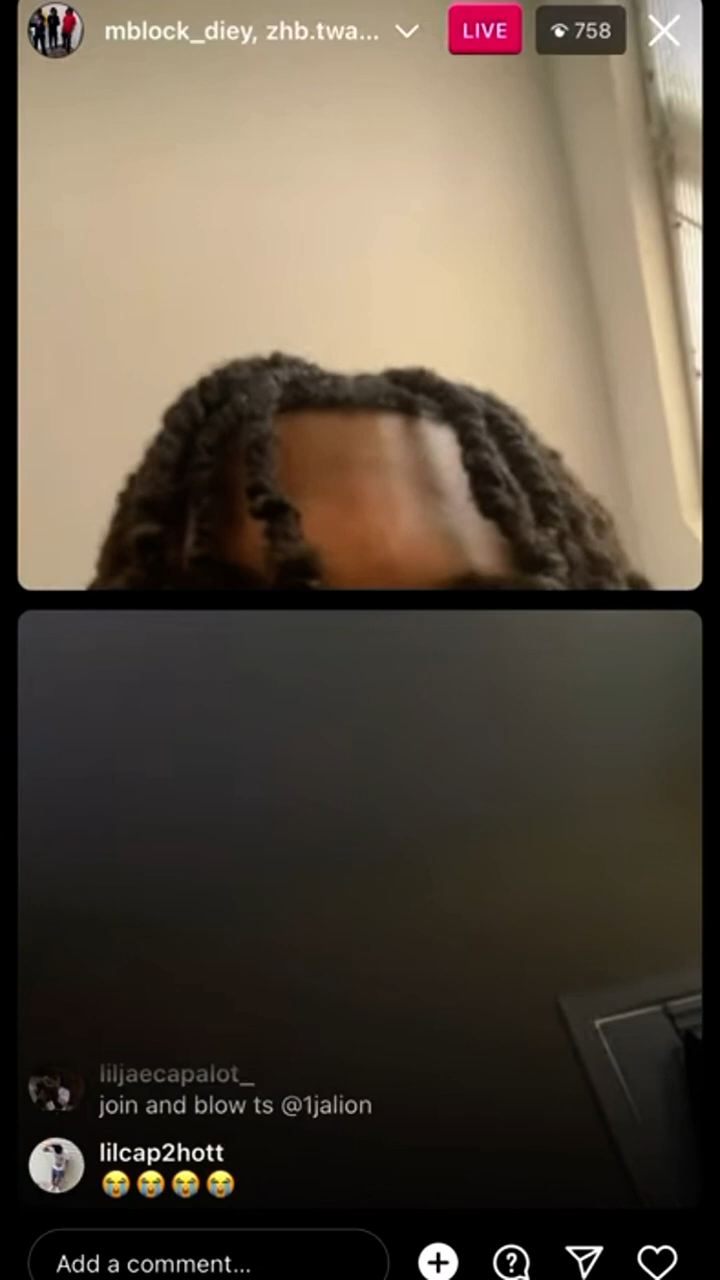 mblock_diey, zhb.twa...
LIVE
758
liljaecapalot_
join and blow ts @1jalion
lilcap2hott
😭😭😭😭
Add a comment...